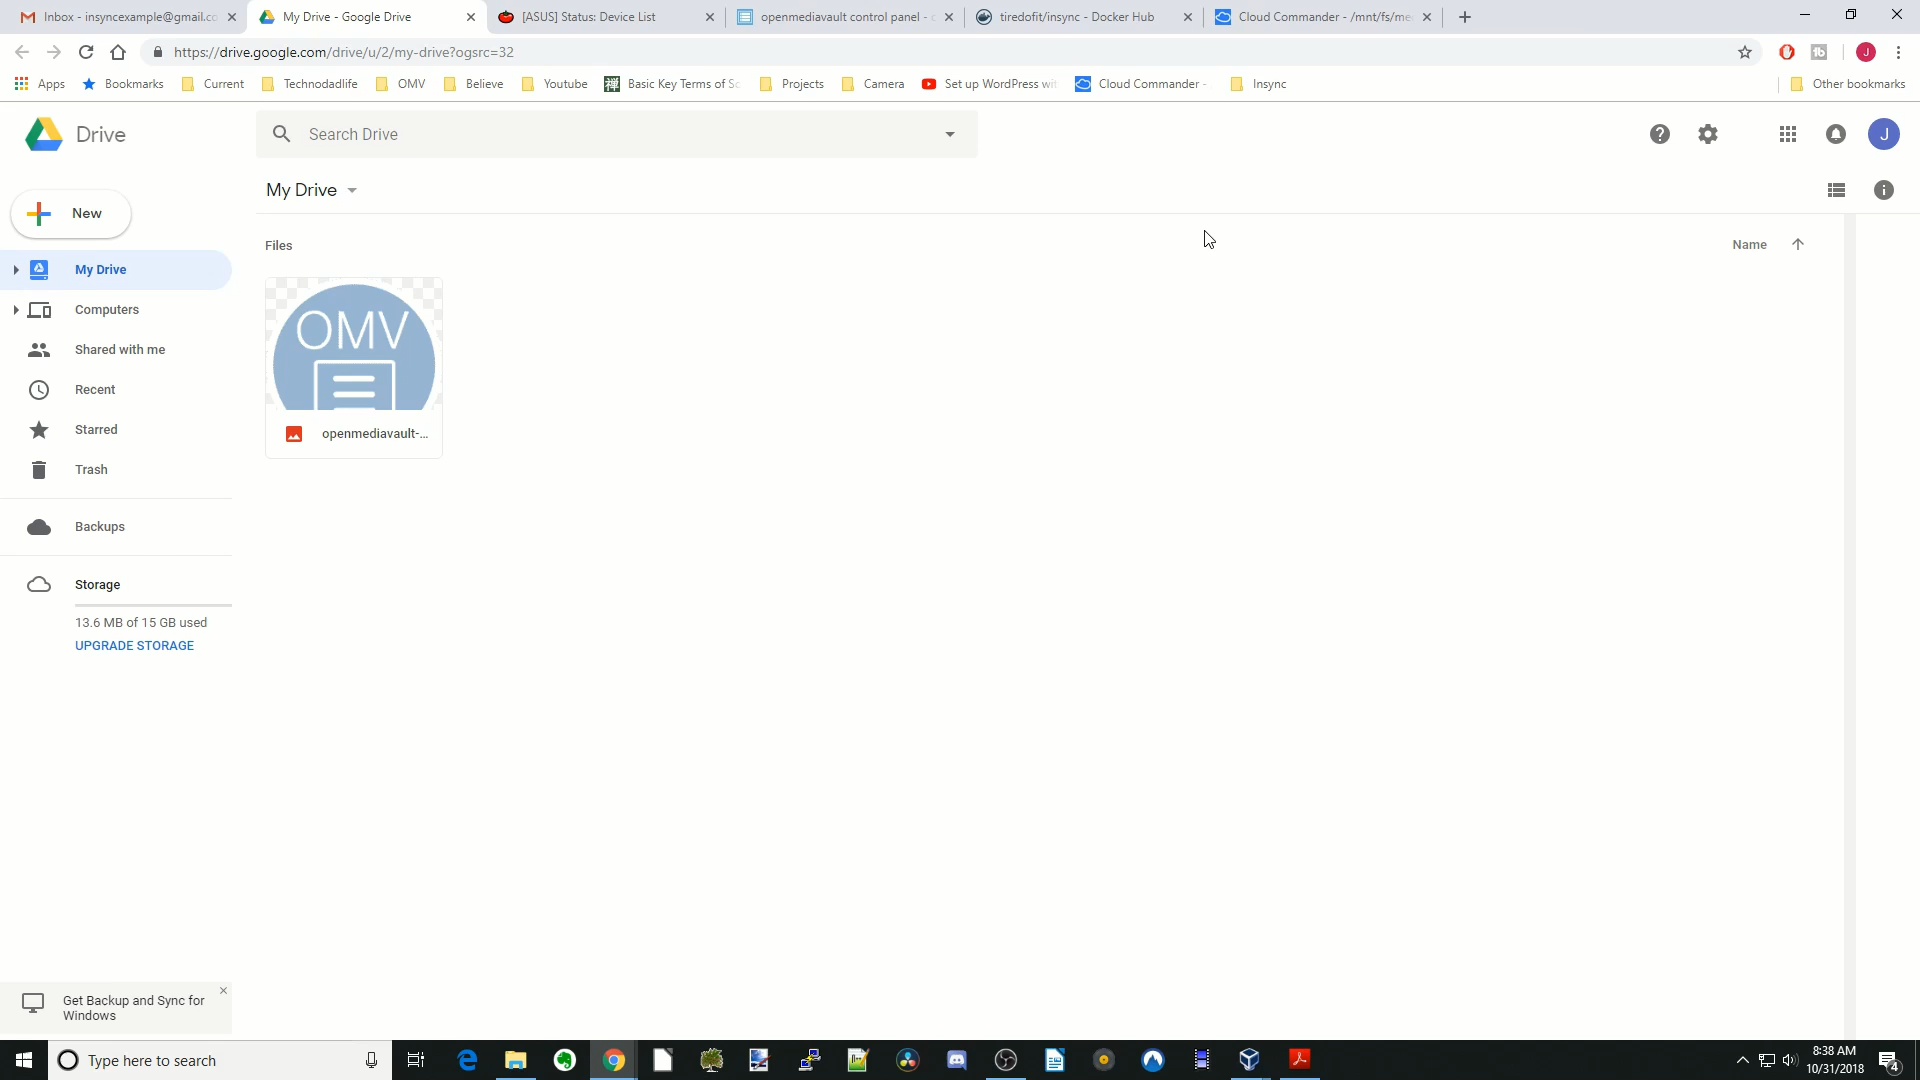 Inbox - insyncexample@gmail.co
My Drive - Google Drive
[ASUS] Status: Device List
openmediavault control panel -
tiredofit/insync - Docker Hub
Cloud Commander - /mnt/fs/me
https://drive.google.com/drive/u/2/my-drive?ogsrc=32
J
Apps
Bookmarks
Current
Technodadlife
OMV
Believe
Youtube
Basic Key Terms of Sc
Projects
Camera
Set up WordPress wit
Cloud Commander -
Insync
Other bookmarks
Drive
Search Drive
J
My Drive
New
Files
Name
My Drive
Computers
Shared with me
Recent
Starred
Trash
Backups
Storage
13.6 MB of 15 GB used
UPGRADE STORAGE
OMV
openmediavault-...
Get Backup and Sync for
Windows
Type here to search
8:38 AM
10/31/2018
4